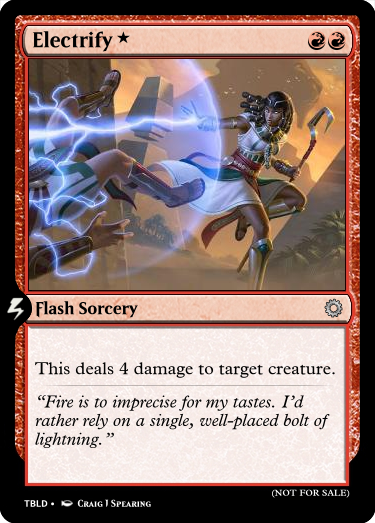 Electrify ★
Flash Sorcery
This deals 4 damage to target creature.
“Fire is to imprecise for my tastes. I’d
rather rely on a single, well-placed bolt of
lightning.”
(NOT FOR SALE)
TBLD • Craig J Spearing